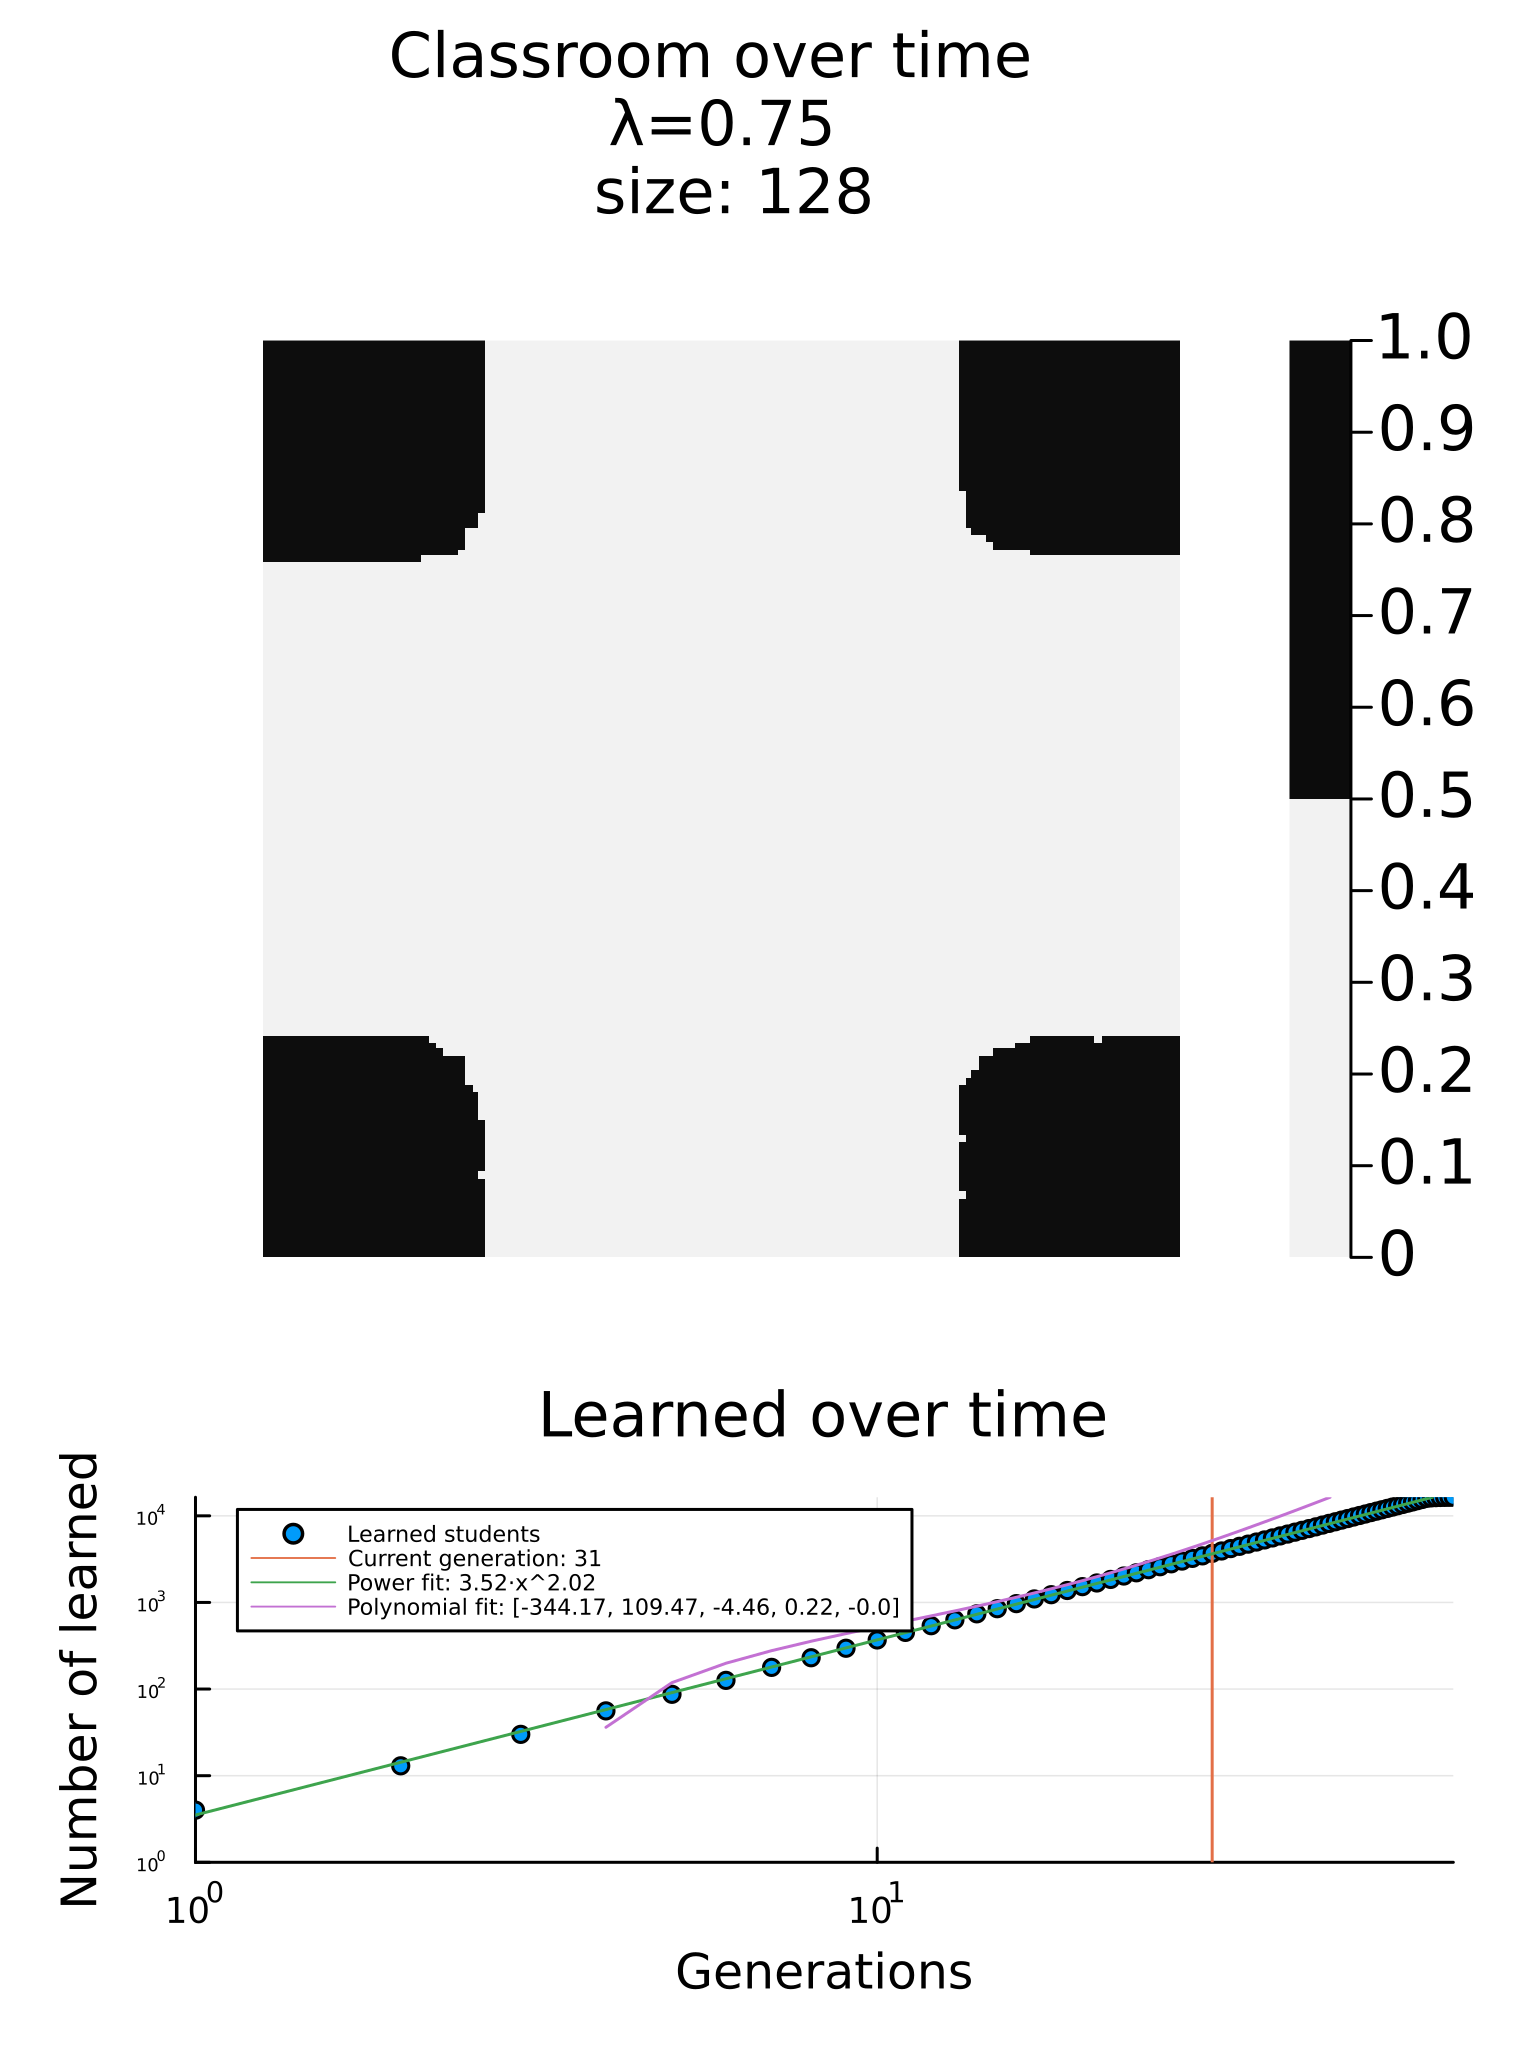 Classroom over time
λ=0.75
size: 128
1.0
0.9
0.8
0.7
0.6
0.5
0.4
0.3
0.2
0.1
0
Learned over time
Number of learned
10^4
10^3
10^2
10^1
10^0
Learned students
Current generation: 31
Power fit: 3.52·x^2.02
Polynomial fit: [-344.17, 109.47, -4.46, 0.22, -0.0]
10^0
10^1
Generations